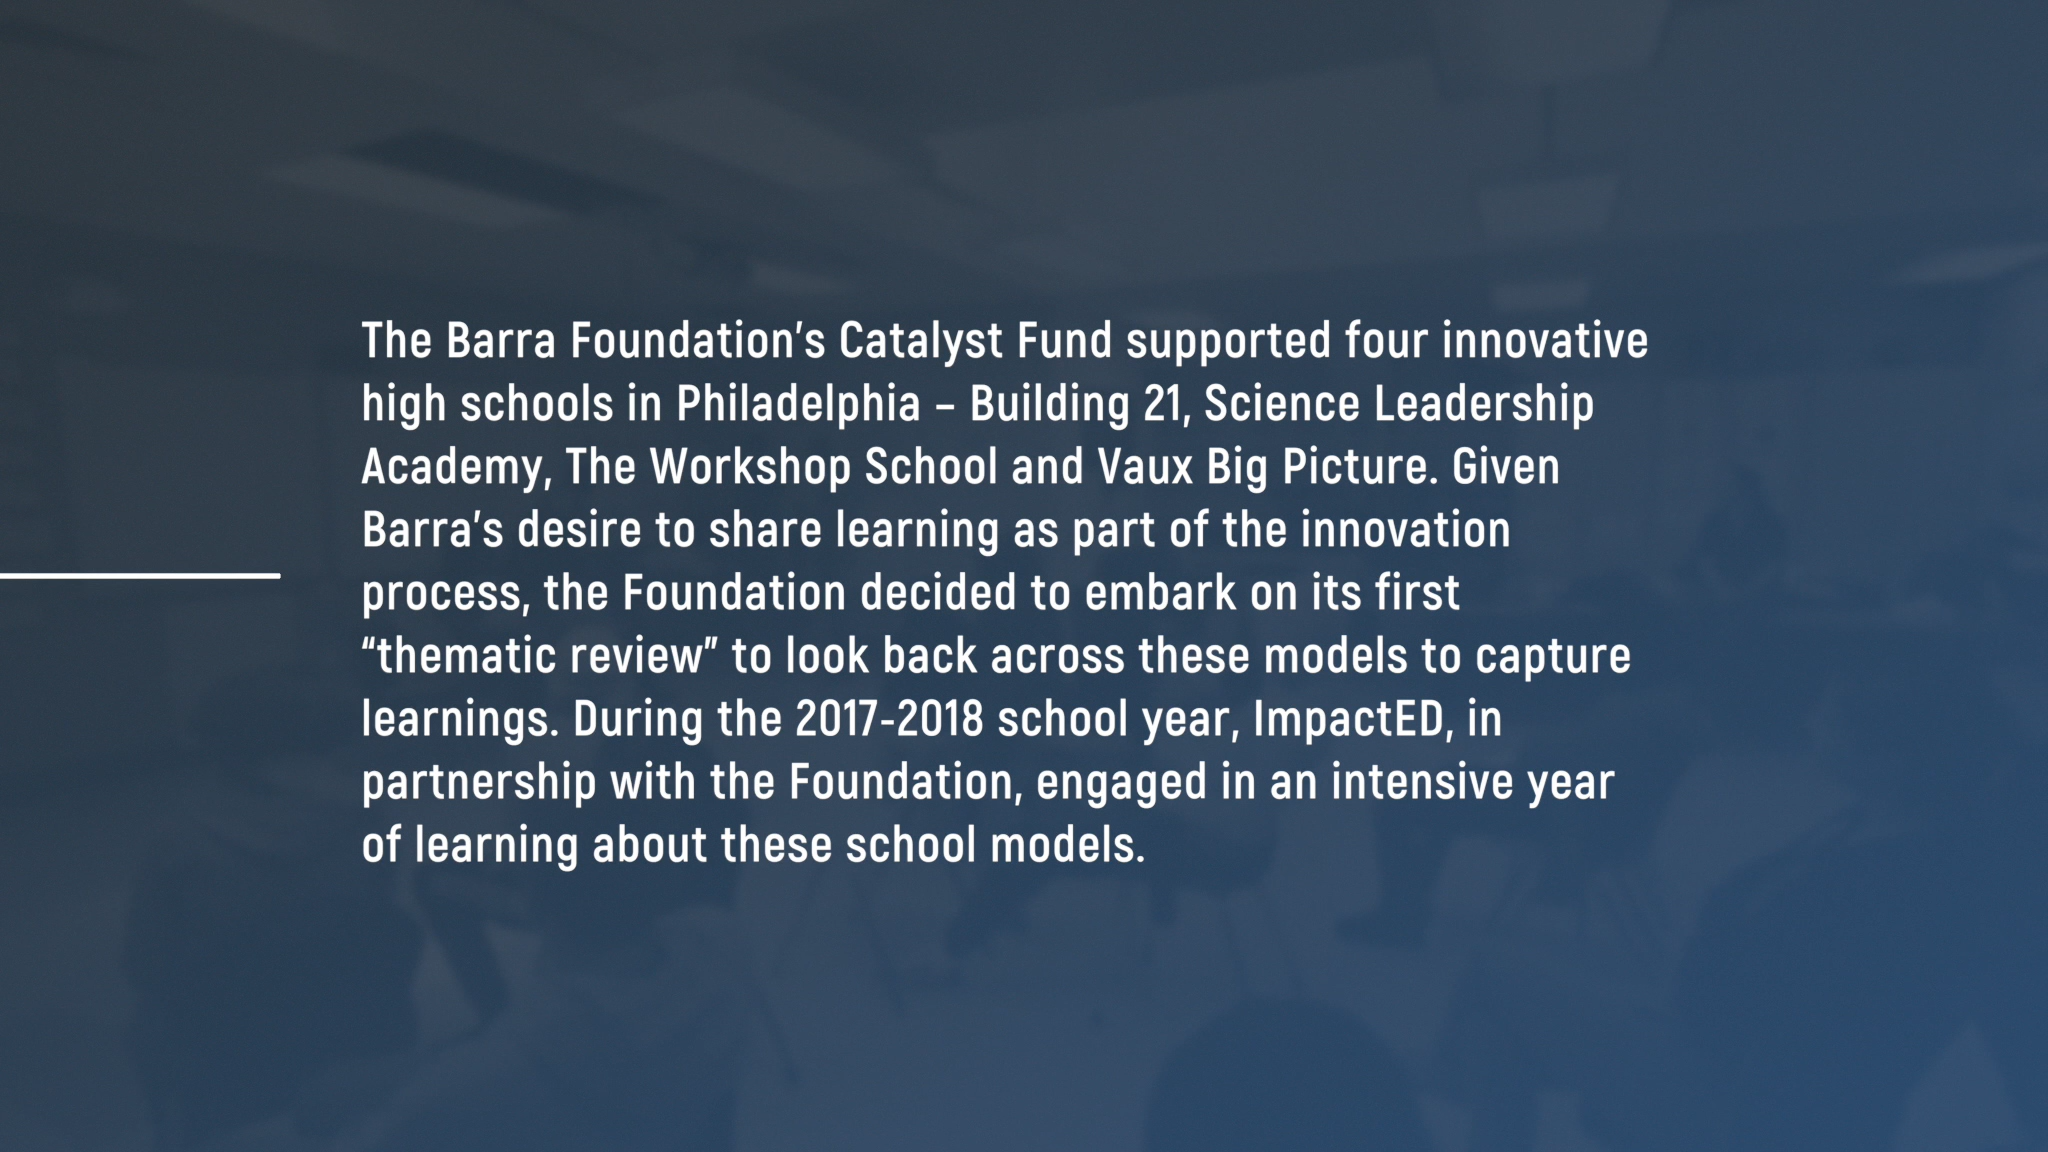 The Barra Foundation’s Catalyst Fund supported four innovative
high schools in Philadelphia – Building 21, Science Leadership
Academy, The Workshop School and Vaux Big Picture. Given
Barra’s desire to share learning as part of the innovation
process, the Foundation decided to embark on its first
“thematic review” to look back across these models to capture
learnings. During the 2017-2018 school year, ImpactED, in
partnership with the Foundation, engaged in an intensive year
of learning about these school models.